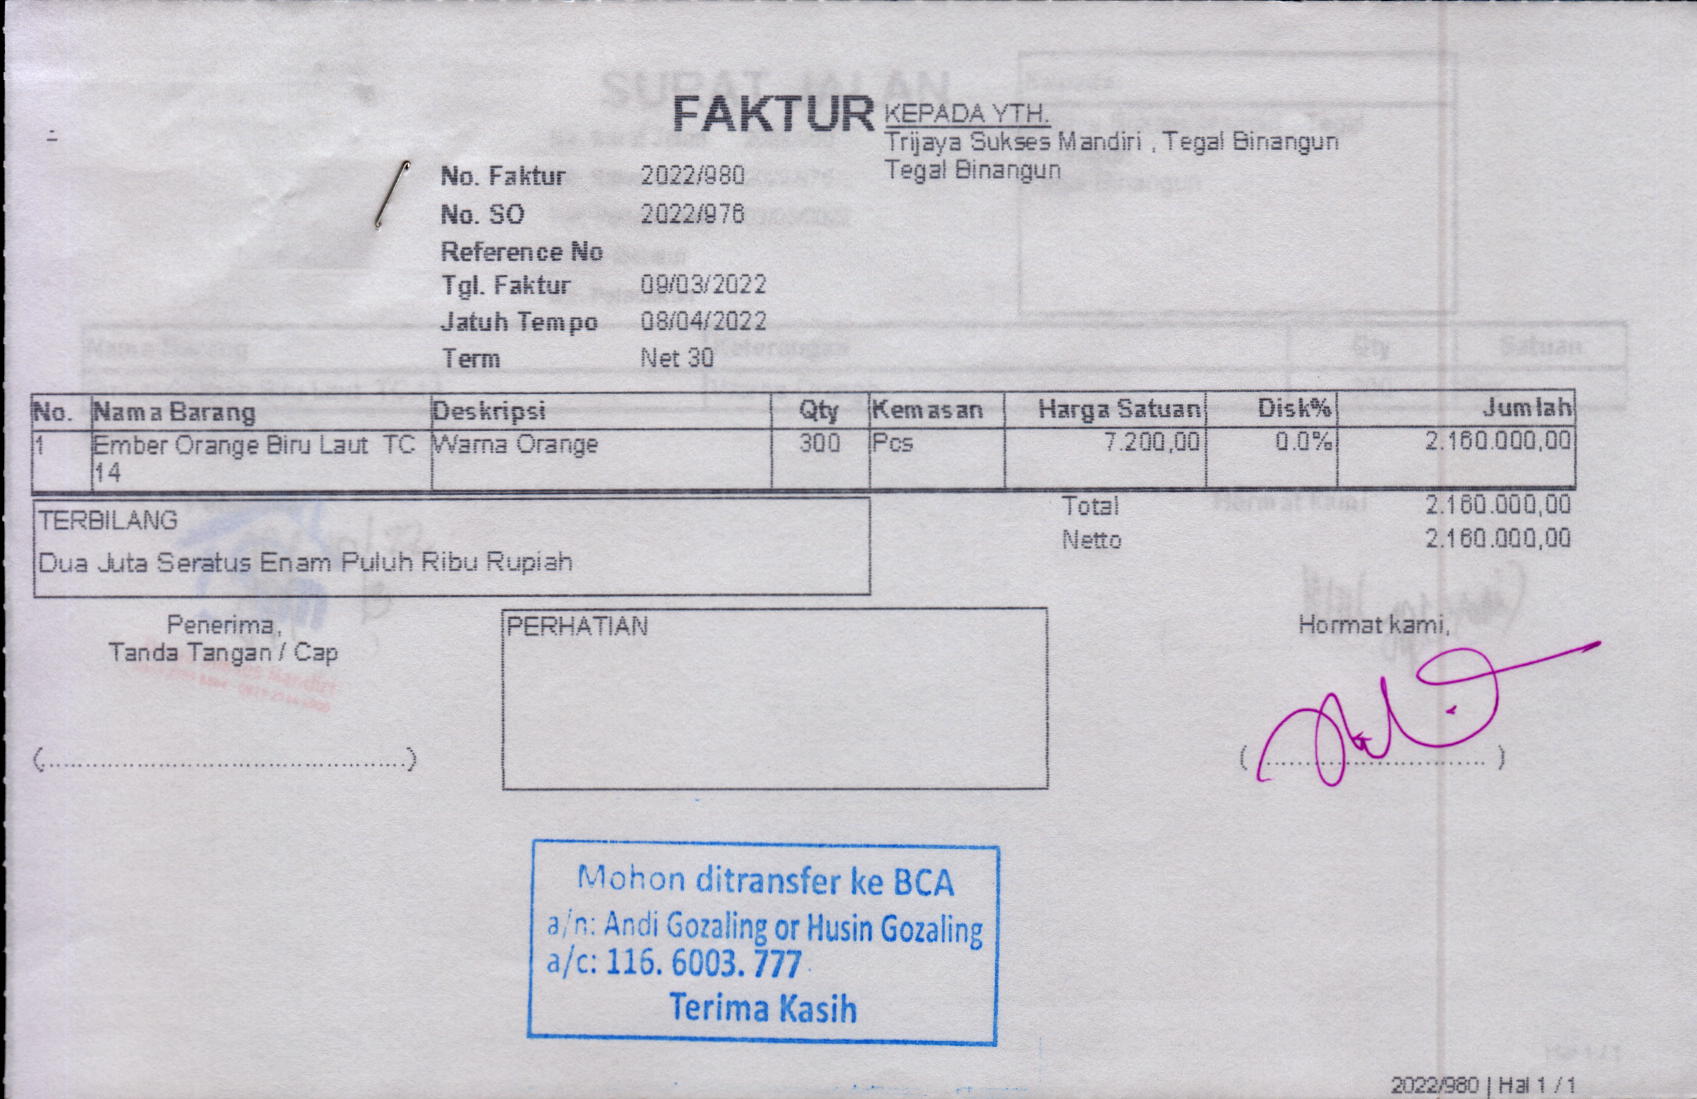 FAKTUR
KEPADA YTH.
Trijaya Sukses Mandiri , Tegal Binangun
Tegal Binangun
No. Faktur 2022/980
No. SO 2022/976
Reference No
Tgl. Faktur 09/03/2022
Jatuh Tempo 08/04/2022
Term Net 30
No. Nama Barang Deskripsi Qty Kemasan Harga Satuan Disk% Jumlah
1 Ember Orange Biru Laut TC Warna Orange 300 Pcs 7.200,00 0.0% 2.160.000,00
14
Total 2.160.000,00
Netto 2.160.000,00
TERBILANG
Dua Juta Seratus Enam Puluh Ribu Rupiah
Penerima,
Tanda Tangan / Cap
(............................................)
PERHATIAN
Hormat kami,
(............................)
Mohon ditransfer ke BCA
a/n: Andi Gozaling or Husin Gozaling
a/c: 116. 6003. 777
Terima Kasih
2022/980 | Hal 1 / 1